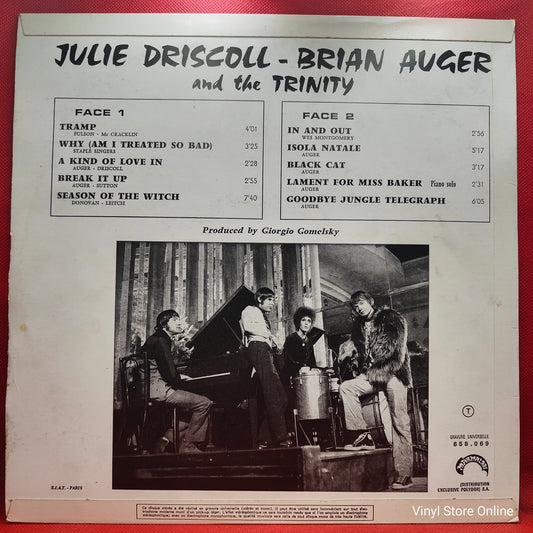 JULIE DRISCOLL - BRIAN AUGER
and the TRINITY
FACE 1
TRAMP 4'01
FULSON - Mc CRACKLIN
WHY (AM I TREATED SO BAD) 3'25
STAPLE SINGERS
A KIND OF LOVE IN 2'28
AUGER - DRISCOLL
BREAK IT UP 2'55
AUGER - SUTTON
SEASON OF THE WITCH 7'40
DONOVAN - LEITCH
FACE 2
IN AND OUT 2'56
WES MONTGOMERY
ISOLA NATALE 5'17
AUGER
BLACK CAT 3'17
AUGER
LAMENT FOR MISS BAKER Piano solo 2'31
AUGER
GOODBYE JUNGLE TELEGRAPH 6'05
AUGER
Produced by Giorgio Gomelsky
T
GRAVURE UNIVERSELLE
658.069
(DISTRIBUTION
EXCLUSIVE POLYDOR) S.A.
S.I.A.T. - PARIS
Vinyl Store Online